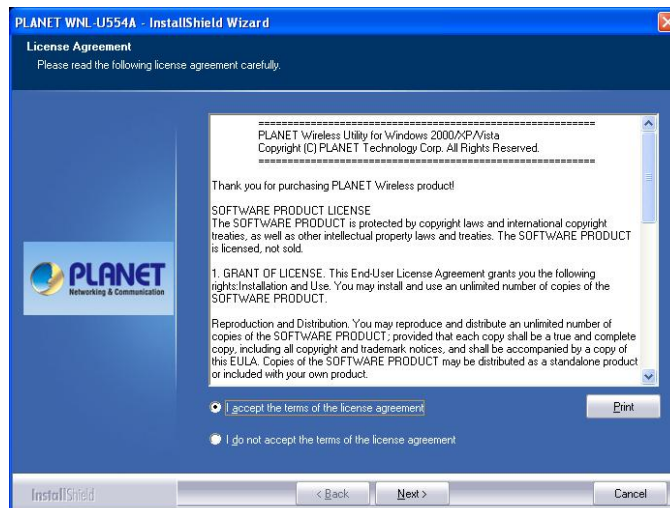 PLANET WNL-U554A - InstallShield Wizard
License Agreement
Please read the following license agreement carefully.
============================================================
PLANET Wireless Utility for Windows 2000/XP/Vista
Copyright (C) PLANET Technology Corp. All Rights Reserved.
============================================================
Thank you for purchasing PLANET Wireless product!
SOFTWARE PRODUCT LICENSE
The SOFTWARE PRODUCT is protected by copyright laws and international copyright
treaties, as well as other intellectual property laws and treaties. The SOFTWARE PRODUCT
is licensed, not sold.
1. GRANT OF LICENSE. This End-User License Agreement grants you the following
rights:Installation and Use. You may install and use an unlimited number of copies of the
SOFTWARE PRODUCT.
Reproduction and Distribution. You may reproduce and distribute an unlimited number of
copies of the SOFTWARE PRODUCT; provided that each copy shall be a true and complete
copy, including all copyright and trademark notices, and shall be accompanied by a copy of
this EULA. Copies of the SOFTWARE PRODUCT may be distributed as a standalone product
or included with your own product.
PLANET
Networking & Communication
I accept the terms of the license agreement
Print
I do not accept the terms of the license agreement
InstallShield
< Back
Next >
Cancel